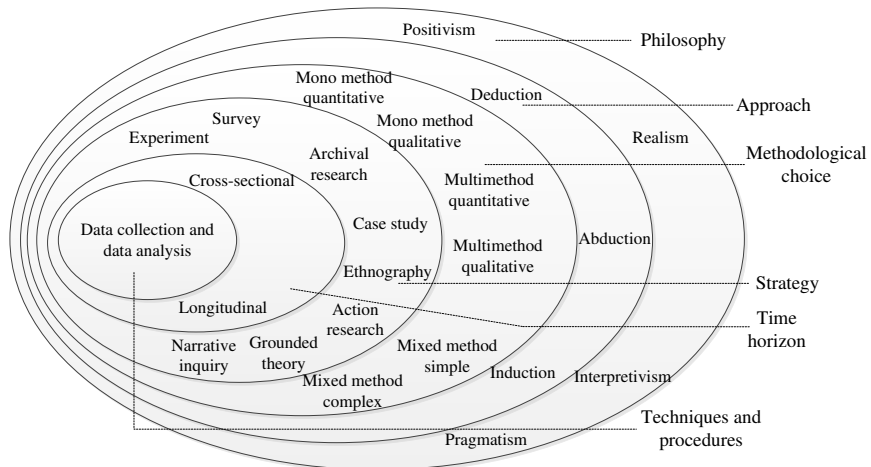 Positivism
Philosophy
Mono method
quantitative
Deduction
Approach
Survey
Mono method
qualitative
Experiment
Realism
Archival
research
Methodological
choice
Cross-sectional
Multimethod
quantitative
Data collection and
data analysis
Case study
Multimethod
qualitative
Abduction
Ethnography
Strategy
Longitudinal
Action
research
Time
horizon
Narrative
inquiry
Grounded
theory
Mixed method
simple
Mixed method
complex
Induction
Interpretivism
Techniques and
procedures
Pragmatism